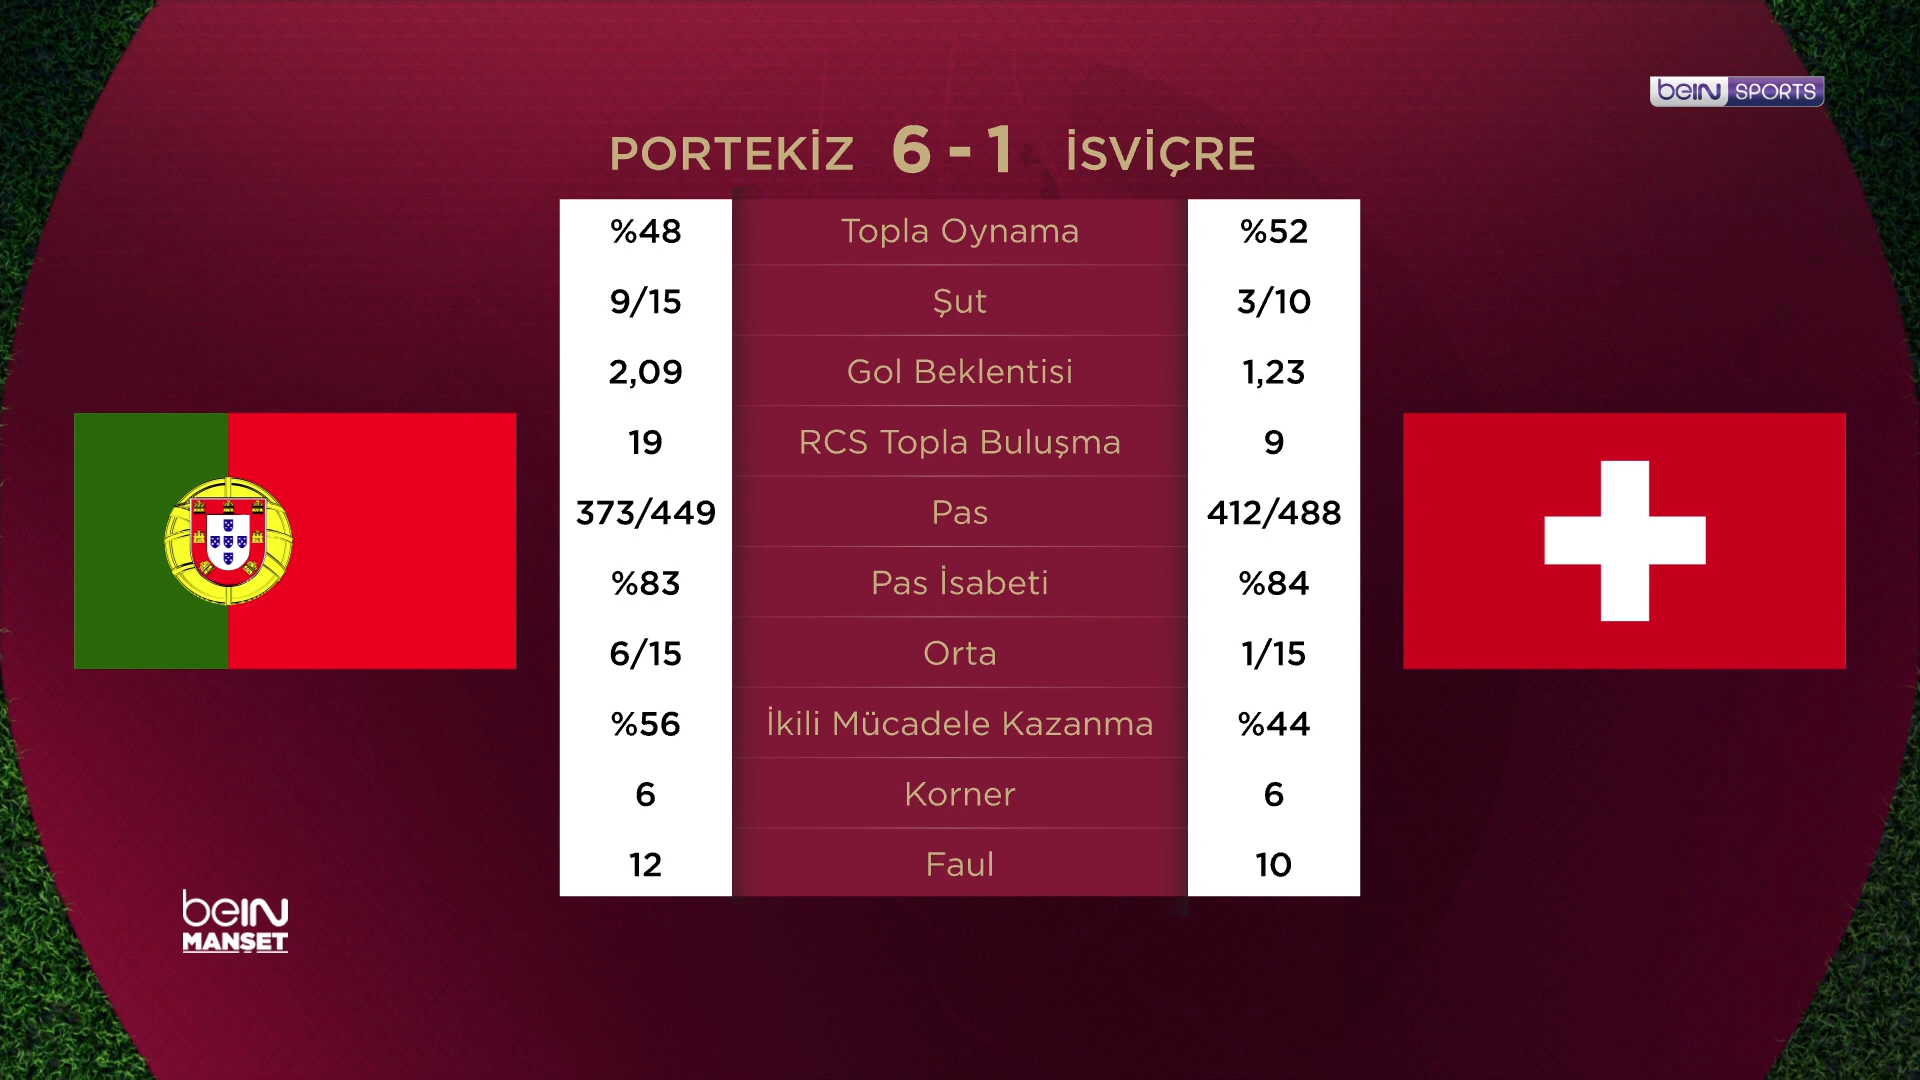 beIN SPORTS
PORTEKİZ 6 - 1 İSVİÇRE
%48 Topla Oynama %52
9/15 Şut 3/10
2,09 Gol Beklentisi 1,23
19 RCS Topla Buluşma 9
373/449 Pas 412/488
%83 Pas İsabeti %84
6/15 Orta 1/15
%56 İkili Mücadele Kazanma %44
6 Korner 6
12 Faul 10
beIN
MANŞET